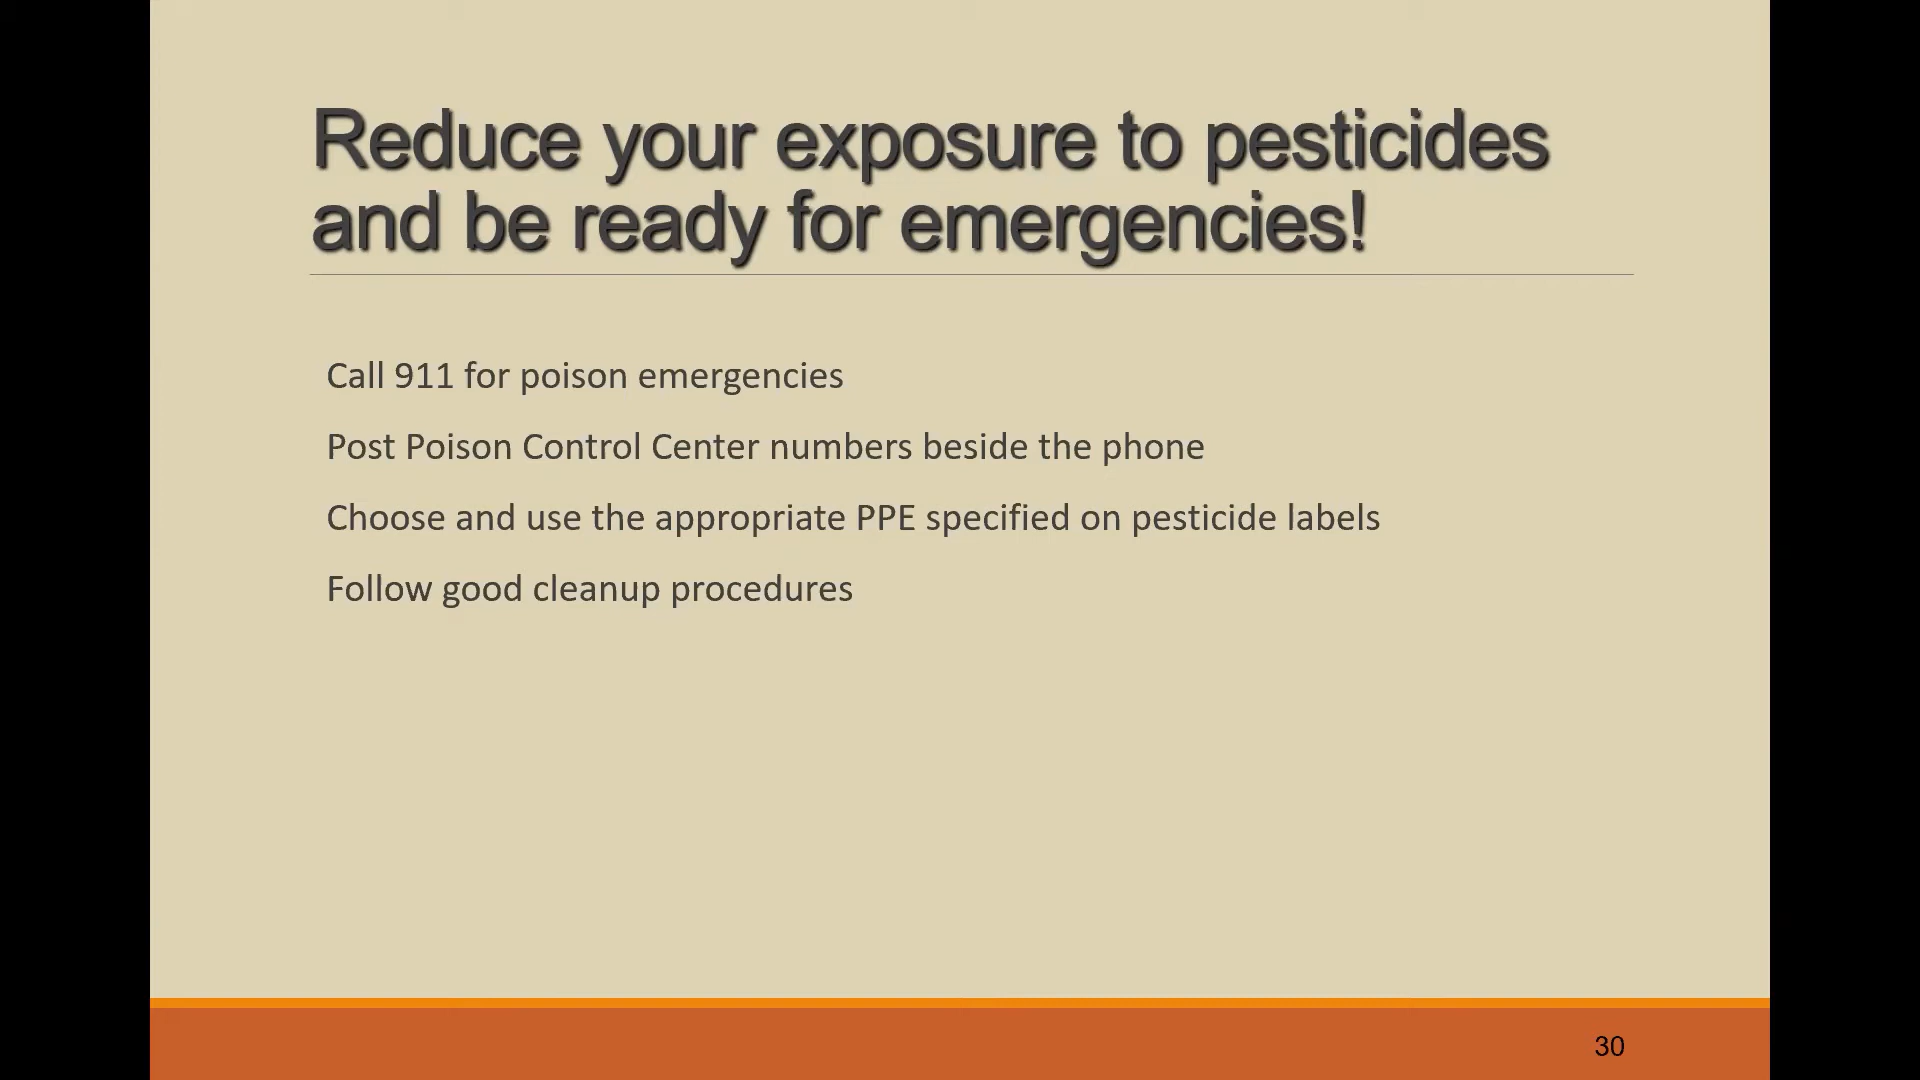 Reduce your exposure to pesticides
and be ready for emergencies!
Call 911 for poison emergencies
Post Poison Control Center numbers beside the phone
Choose and use the appropriate PPE specified on pesticide labels
Follow good cleanup procedures
30